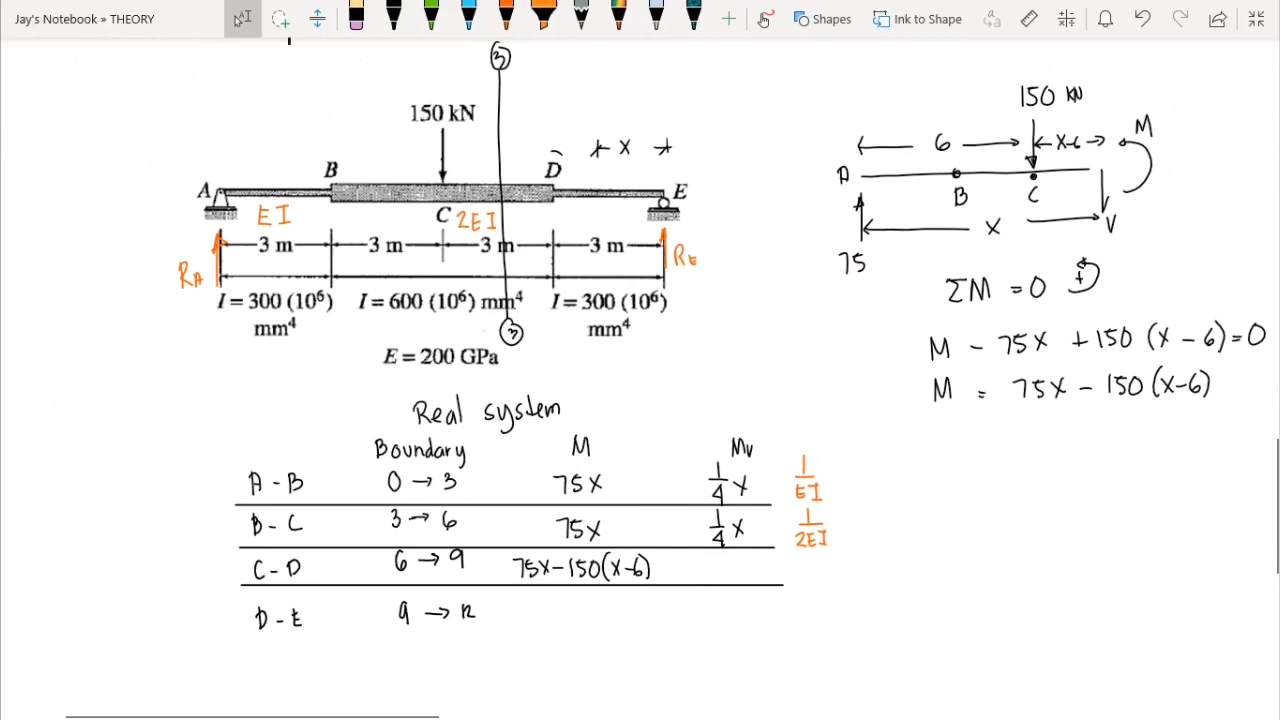 Jay's Notebook » THEORY
Shapes
Ink to Shape
3
150 kN
X
B
D
A
E
EI
C
2EI
3 m
3 m
3 m
3 m
RA
RE
I = 300 (10⁶) mm⁴
I = 600 (10⁶) mm⁴
I = 300 (10⁶) mm⁴
3
E = 200 GPa
150 kN
6
X-6
M
A
B
C
V
X
75
ΣM = 0
+
M - 75X + 150 (X - 6) = 0
M = 75X - 150 (X-6)
Real system
Boundary M Mv
A - B 0 → 3 75X 1/4 X 1/EI
B - C 3 → 6 75X 1/4 X 1/2EI
C - D 6 → 9 75X-150(X-6)
D - E 9 → 12